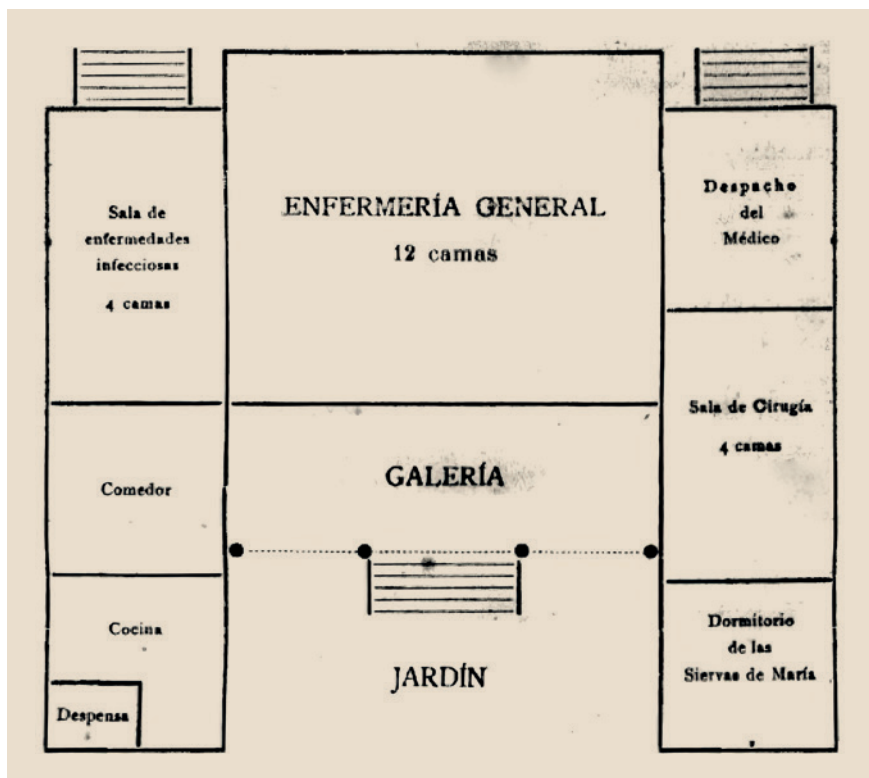 Sala de
enfermedades
infecciosas
4 camas
ENFERMERÍA GENERAL
12 camas
Despacho
del
Médico
Comedor
GALERÍA
Sala de Cirugía
4 camas
Cocina
Despensa
JARDÍN
Dormitorio
de las
Siervas de María